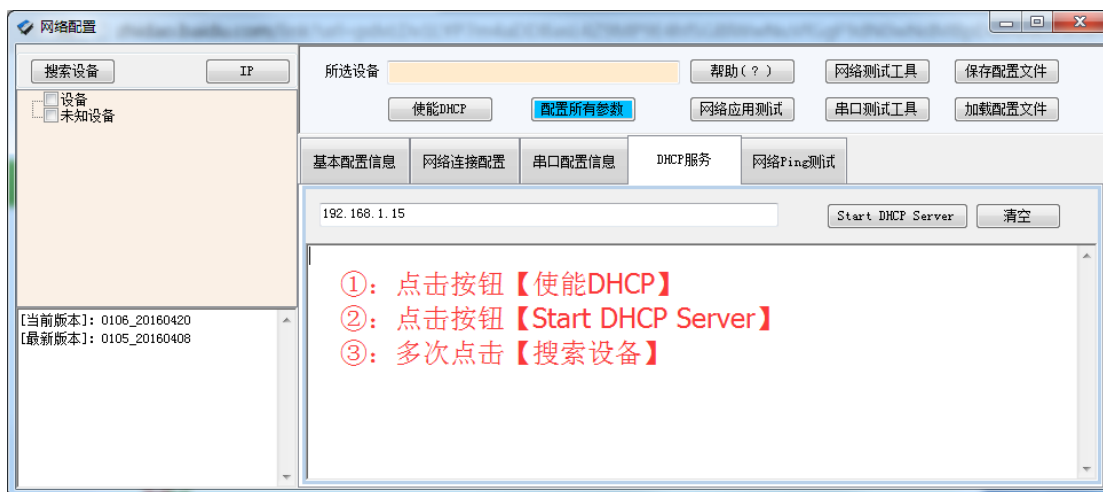 网络配置
搜索设备
IP
设备
未知设备
[当前版本]: 0106_20160420
[最新版本]: 0105_20160408
所选设备
帮助(?)
网络测试工具
保存配置文件
使能DHCP
配置所有参数
网络应用测试
串口测试工具
加载配置文件
基本配置信息
网络连接配置
串口配置信息
DHCP服务
网络Ping测试
192.168.1.15
Start DHCP Server
清空
①：点击按钮【使能DHCP】
②：点击按钮【Start DHCP Server】
③：多次点击【搜索设备】